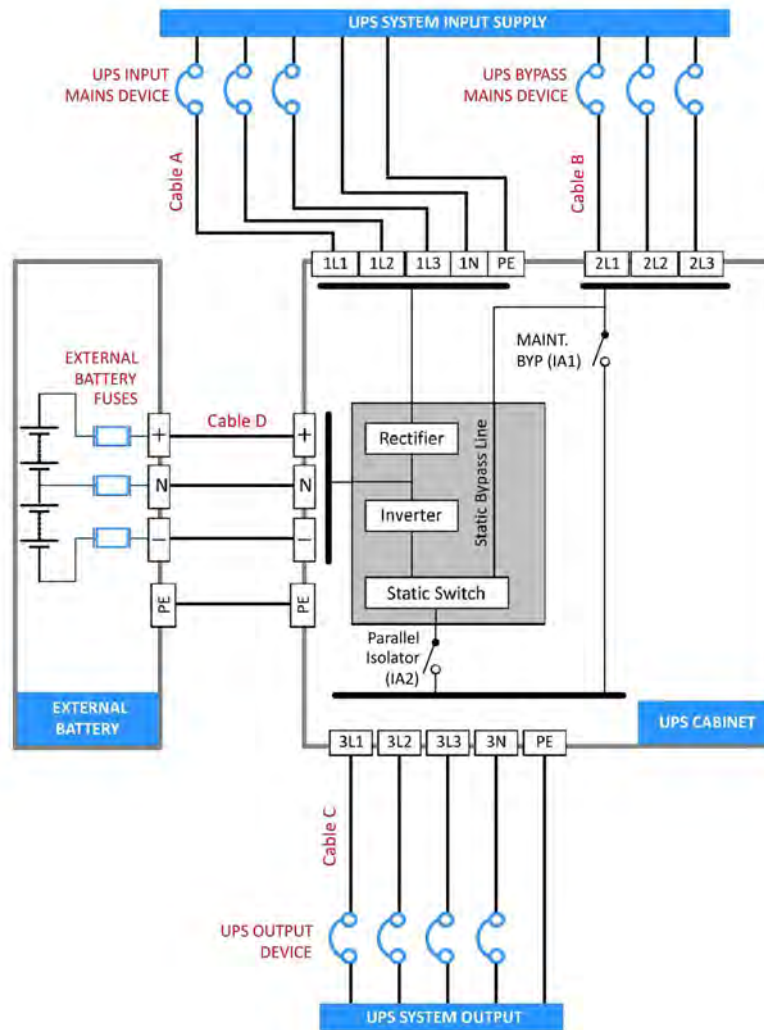 UPS SYSTEM INPUT SUPPLY
UPS INPUT
MAINS DEVICE
UPS BYPASS
MAINS DEVICE
Cable A
Cable B
1L1
1L2
1L3
1N
PE
2L1
2L2
2L3
MAINT.
BYP (IA1)
EXTERNAL
BATTERY
FUSES
Cable D
+
N
–
PE
+
N
–
PE
Rectifier
Inverter
Static Bypass Line
Static Switch
Parallel
Isolator
(IA2)
EXTERNAL
BATTERY
UPS CABINET
3L1
3L2
3L3
3N
PE
Cable C
UPS OUTPUT
DEVICE
UPS SYSTEM OUTPUT